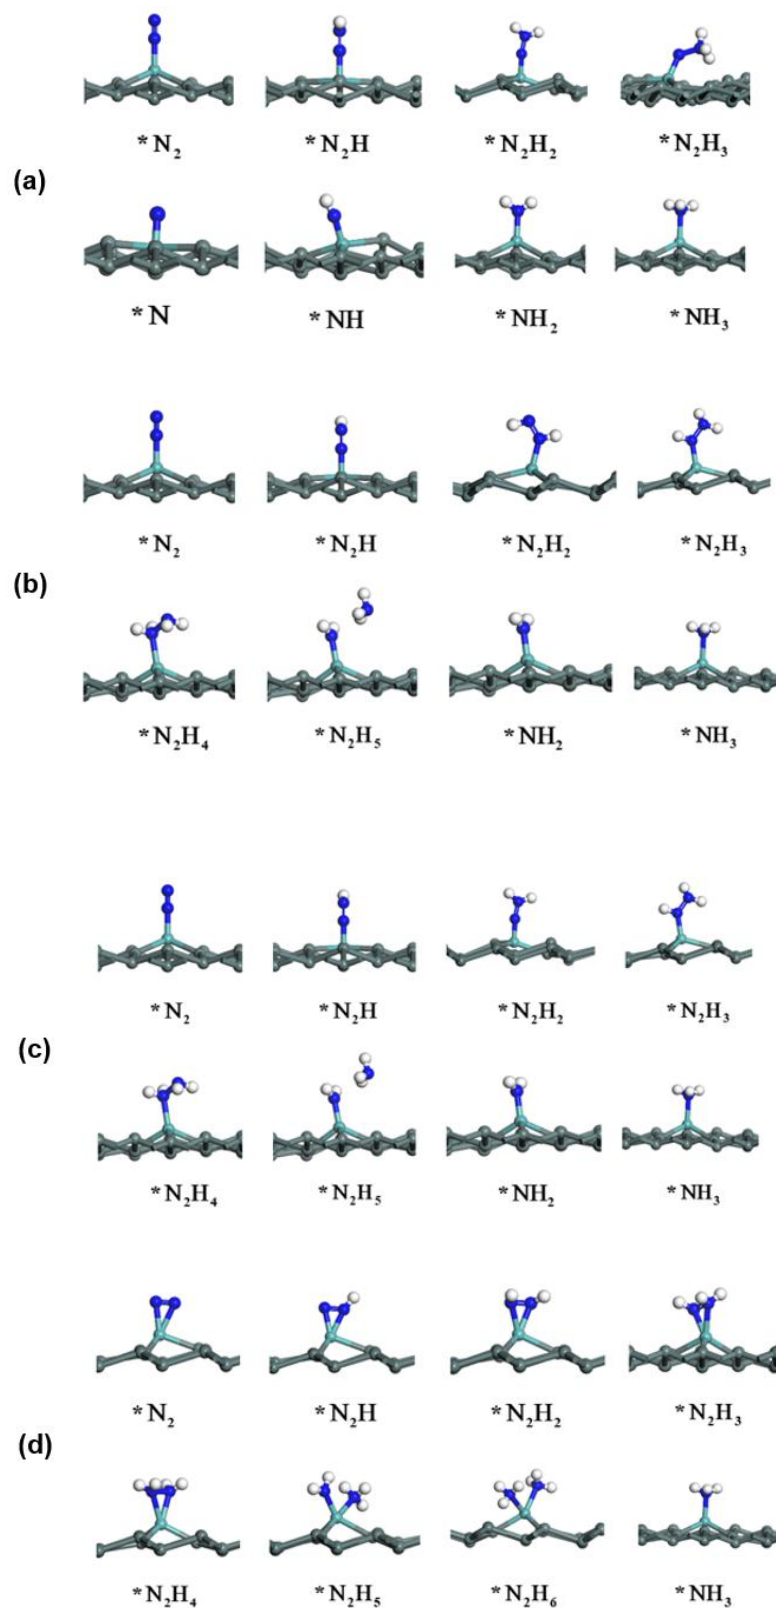 *N₂ *N₂H *N₂H₂ *N₂H₃
(a)
*N *NH *NH₂ *NH₃
*N₂ *N₂H *N₂H₂ *N₂H₃
(b)
*N₂H₄ *N₂H₅ *NH₂ *NH₃
*N₂ *N₂H *N₂H₂ *N₂H₃
(c)
*N₂H₄ *N₂H₅ *NH₂ *NH₃
*N₂ *N₂H *N₂H₂ *N₂H₃
(d)
*N₂H₄ *N₂H₅ *N₂H₆ *NH₃